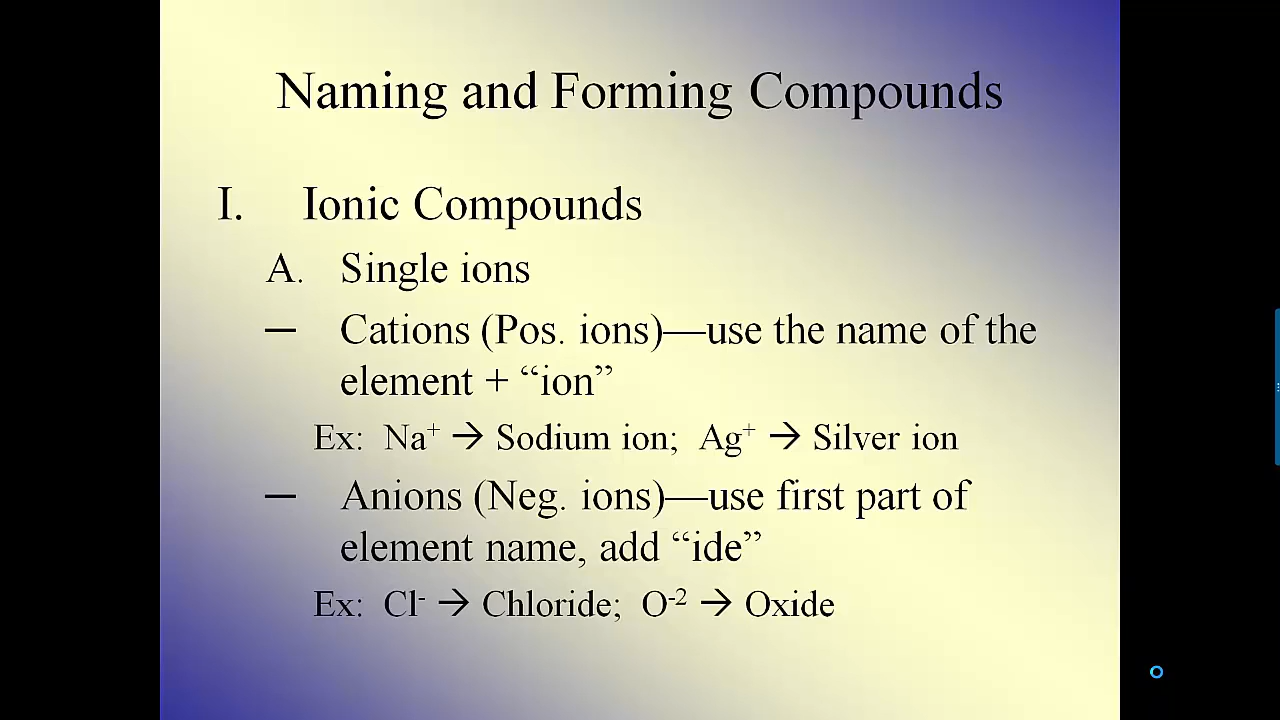 Naming and Forming Compounds
I. Ionic Compounds
A. Single ions
— Cations (Pos. ions)—use the name of the
element + “ion”
Ex: Na⁺ → Sodium ion; Ag⁺ → Silver ion
— Anions (Neg. ions)—use first part of
element name, add “ide”
Ex: Cl⁻ → Chloride; O⁻² → Oxide